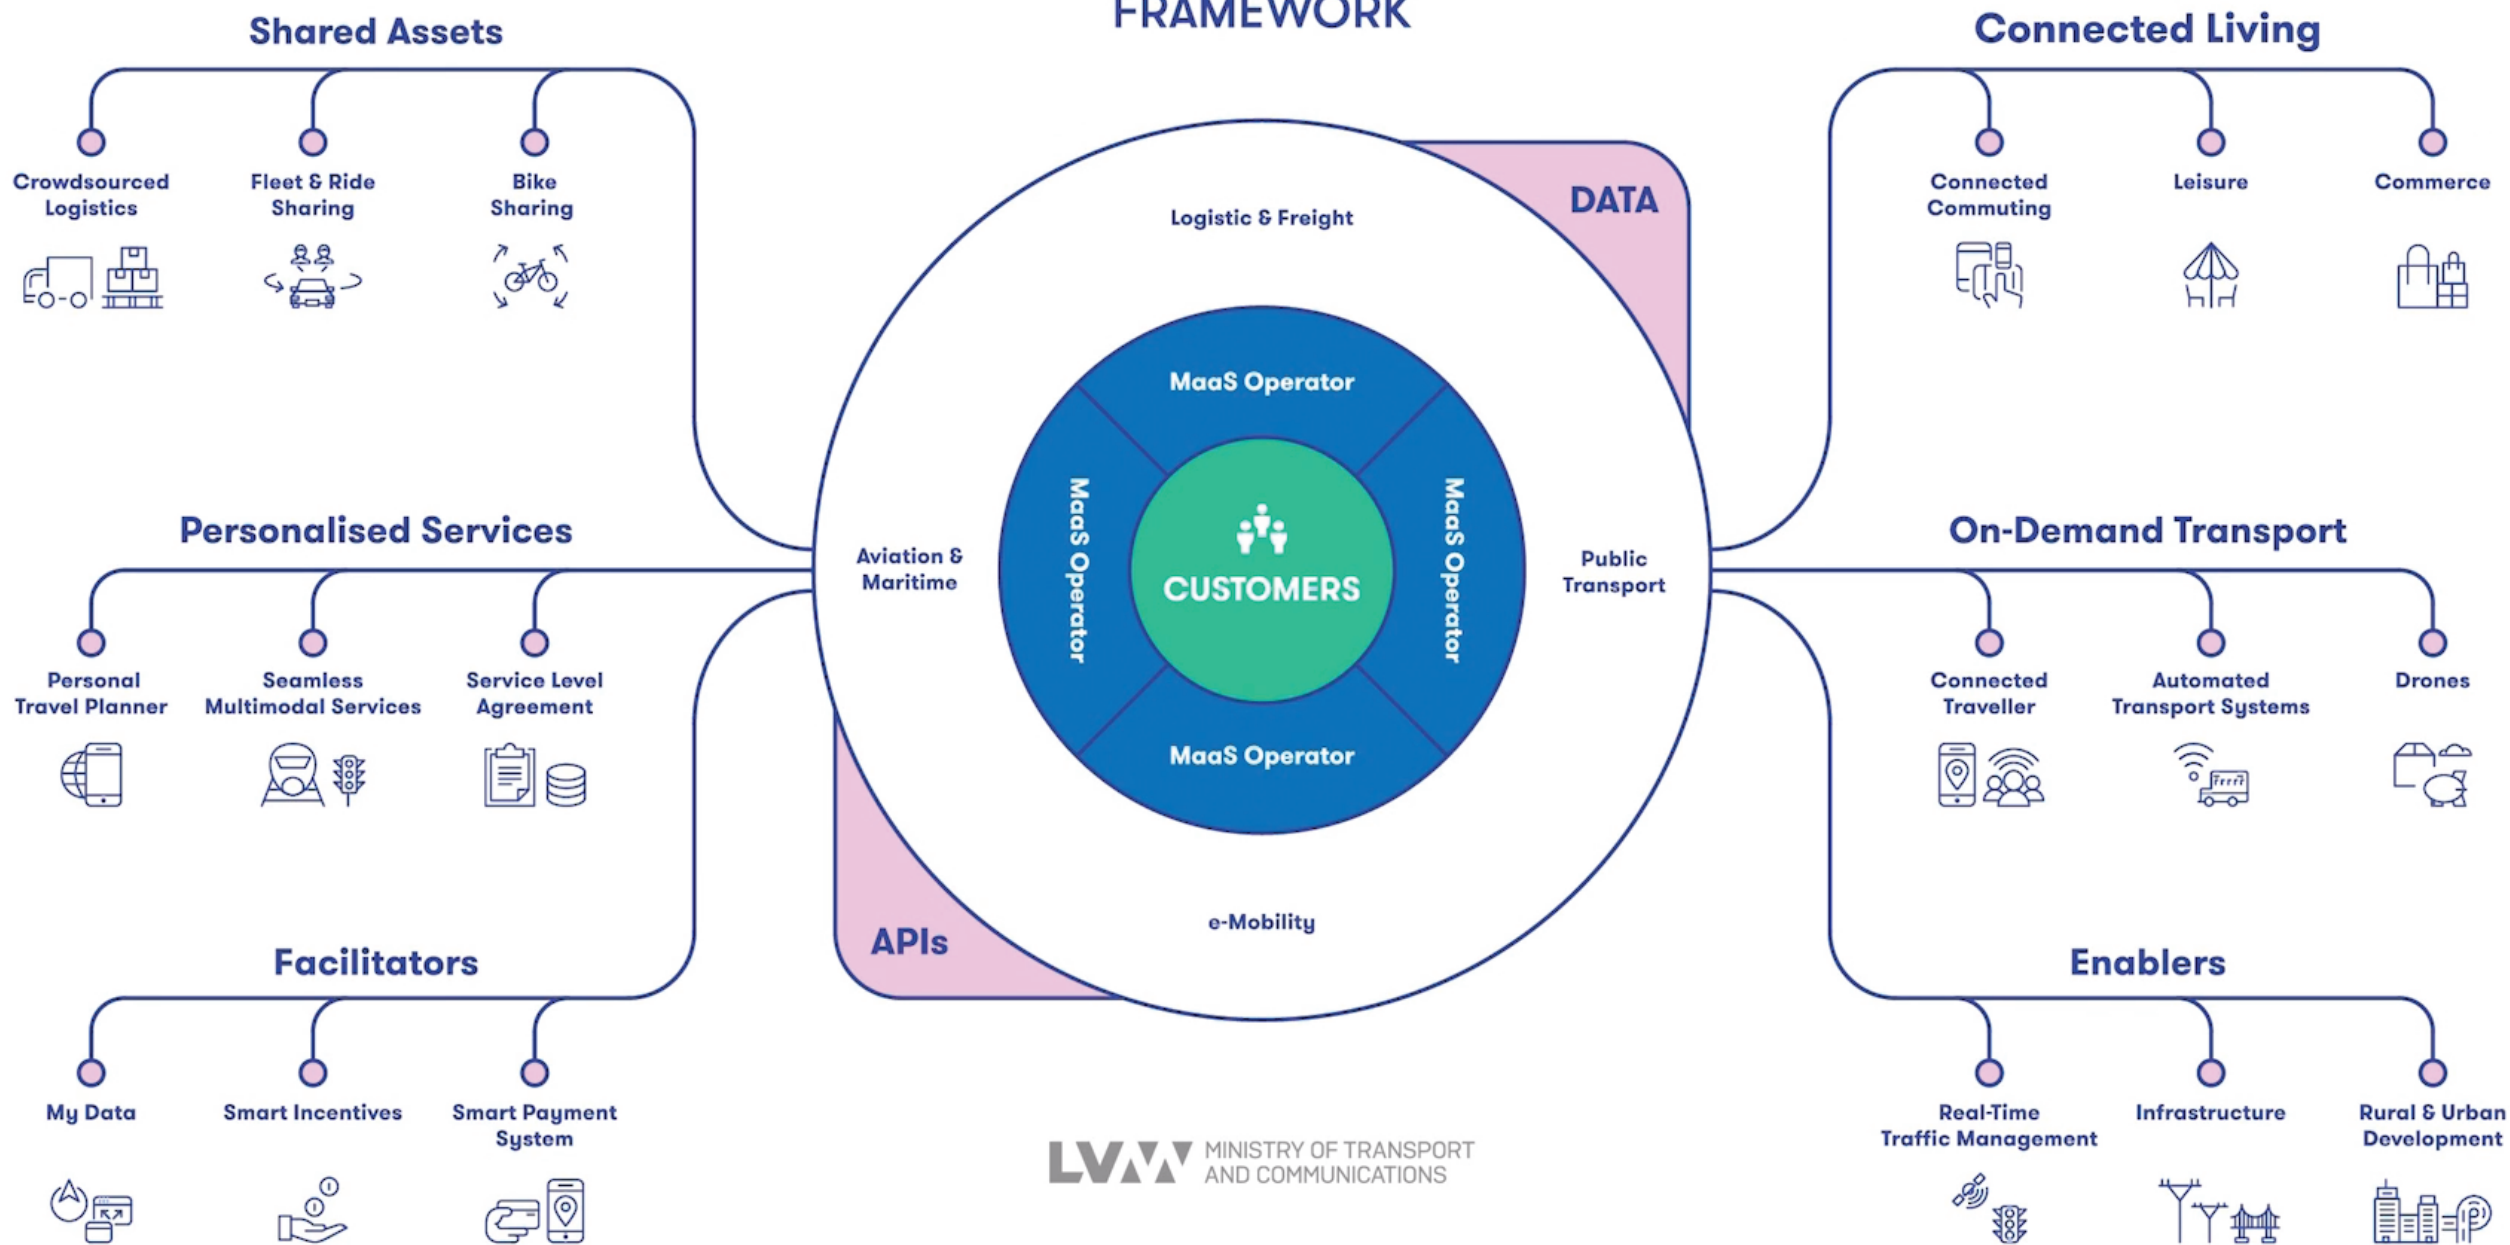 FRAMEWORK
Shared Assets
Crowdsourced
Logistics
Fleet & Ride
Sharing
Bike
Sharing
Personalised Services
Personal
Travel Planner
Seamless
Multimodal Services
Service Level
Agreement
Facilitators
My Data
Smart Incentives
Smart Payment
System
DATA
Logistic & Freight
MaaS Operator
MaaS Operator
MaaS Operator
CUSTOMERS
Aviation &
Maritime
Public
Transport
MaaS Operator
e-Mobility
APIs
LVM
MINISTRY OF TRANSPORT
AND COMMUNICATIONS
Connected Living
Connected
Commuting
Leisure
Commerce
On-Demand Transport
Connected
Traveller
Automated
Transport Systems
Drones
Enablers
Real-Time
Traffic Management
Infrastructure
Rural & Urban
Development